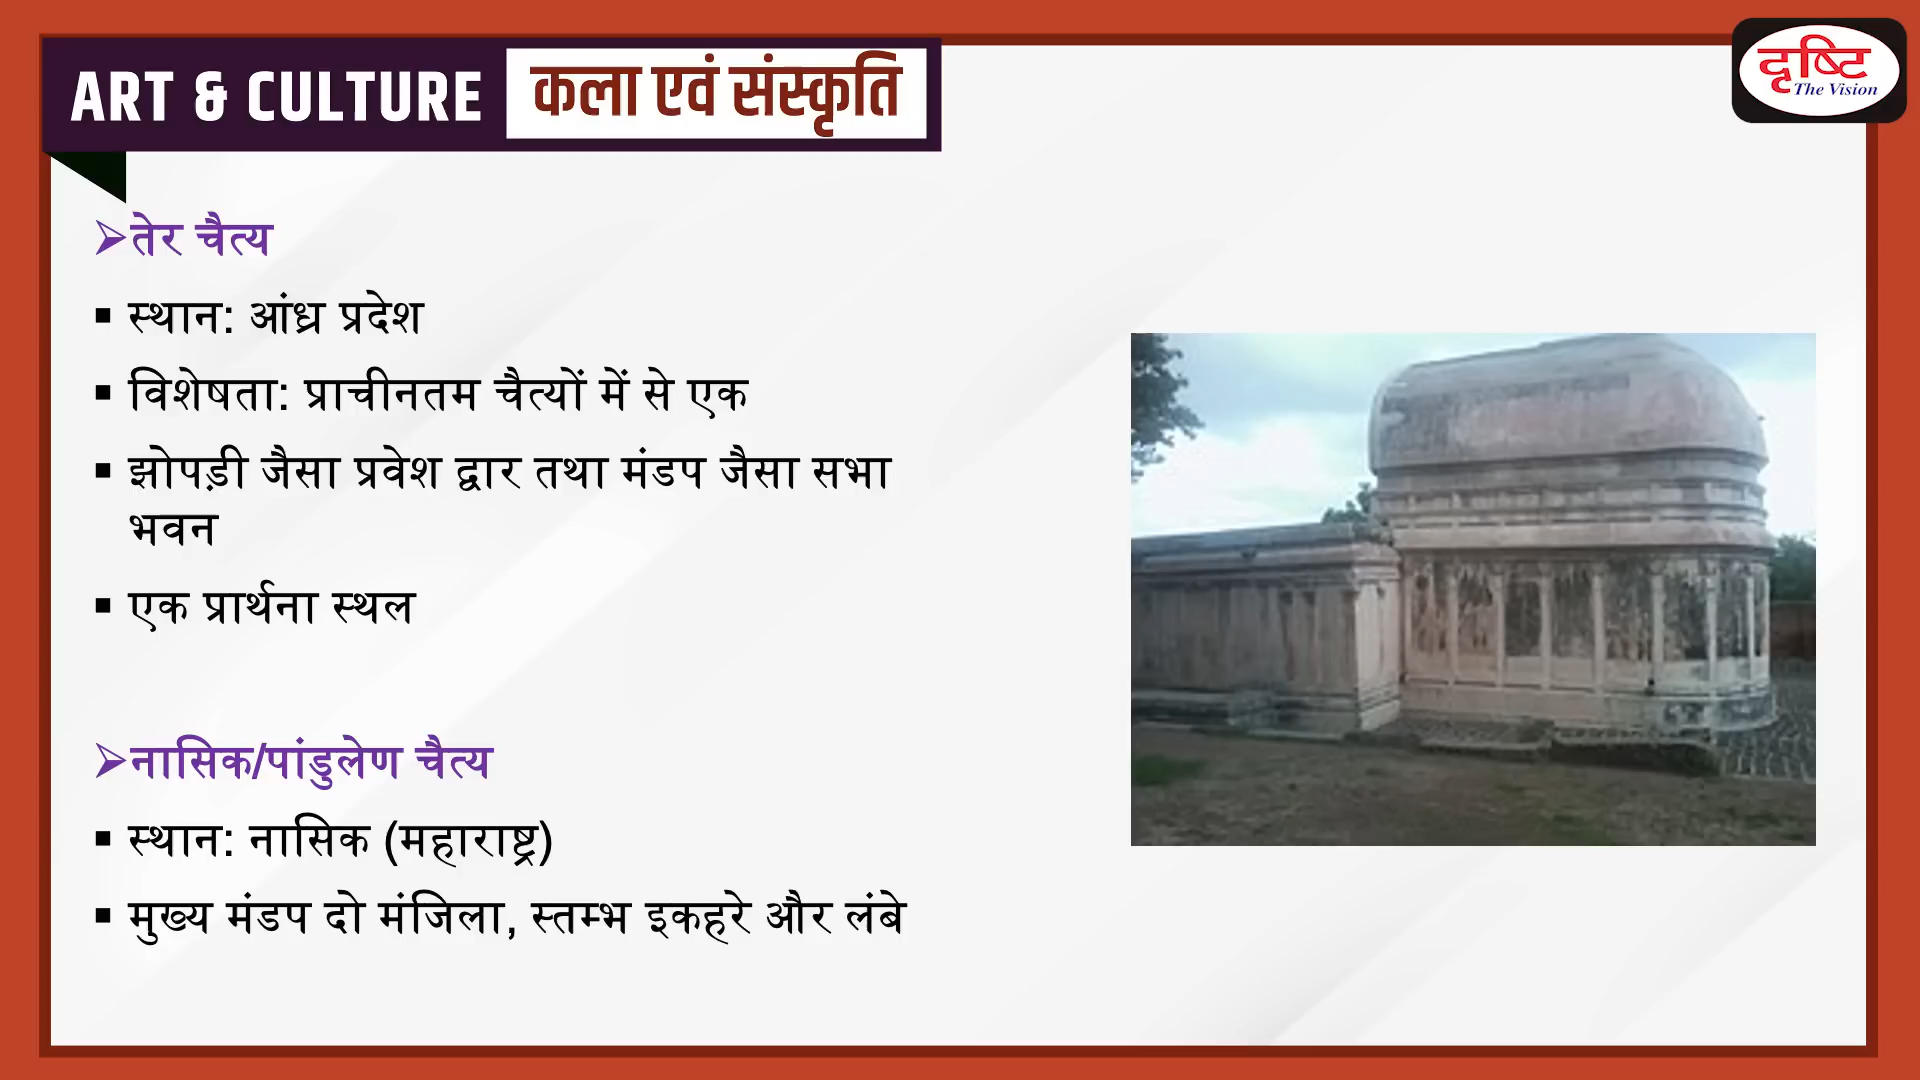 ART & CULTURE कला एवं संस्कृति
दृष्टि
The Vision
➢तेर चैत्य
▪ स्थान: आंध्र प्रदेश
▪ विशेषता: प्राचीनतम चैत्यों में से एक
▪ झोपड़ी जैसा प्रवेश द्वार तथा मंडप जैसा सभा
भवन
▪ एक प्रार्थना स्थल
➢नासिक/पांडुलेण चैत्य
▪ स्थान: नासिक (महाराष्ट्र)
▪ मुख्य मंडप दो मंजिला, स्तम्भ इकहरे और लंबे